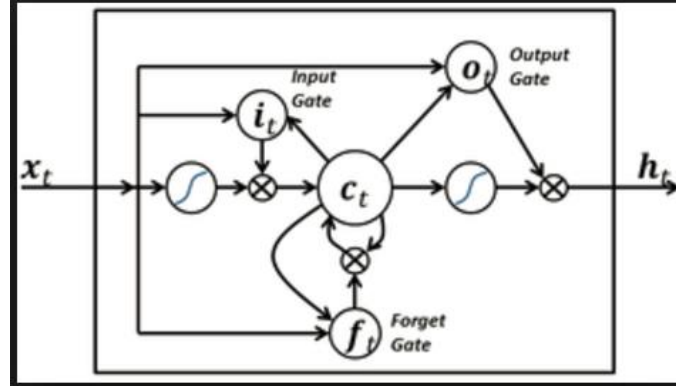 Output
Gate
o_t
Input
Gate
i_t
x_t
c_t
h_t
f_t
Forget
Gate